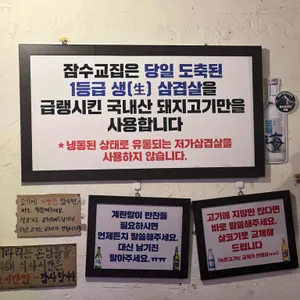 잠수교집은 당일 도축된
1등급 생(生) 삼겹살을
급랭시킨 국내산 돼지고기만을
사용합니다
* 냉동된 상태로 유통되는 저가삼겹살을
사용하지 않습니다.
계란말이 반찬들
필요하시면
언제든지 말씀해주세요.
대신 남기진
말아주세요. ㅠㅠ
고기에 지방만 많다면
바로 말씀해주세요.
살코기로 교체해
드립니다